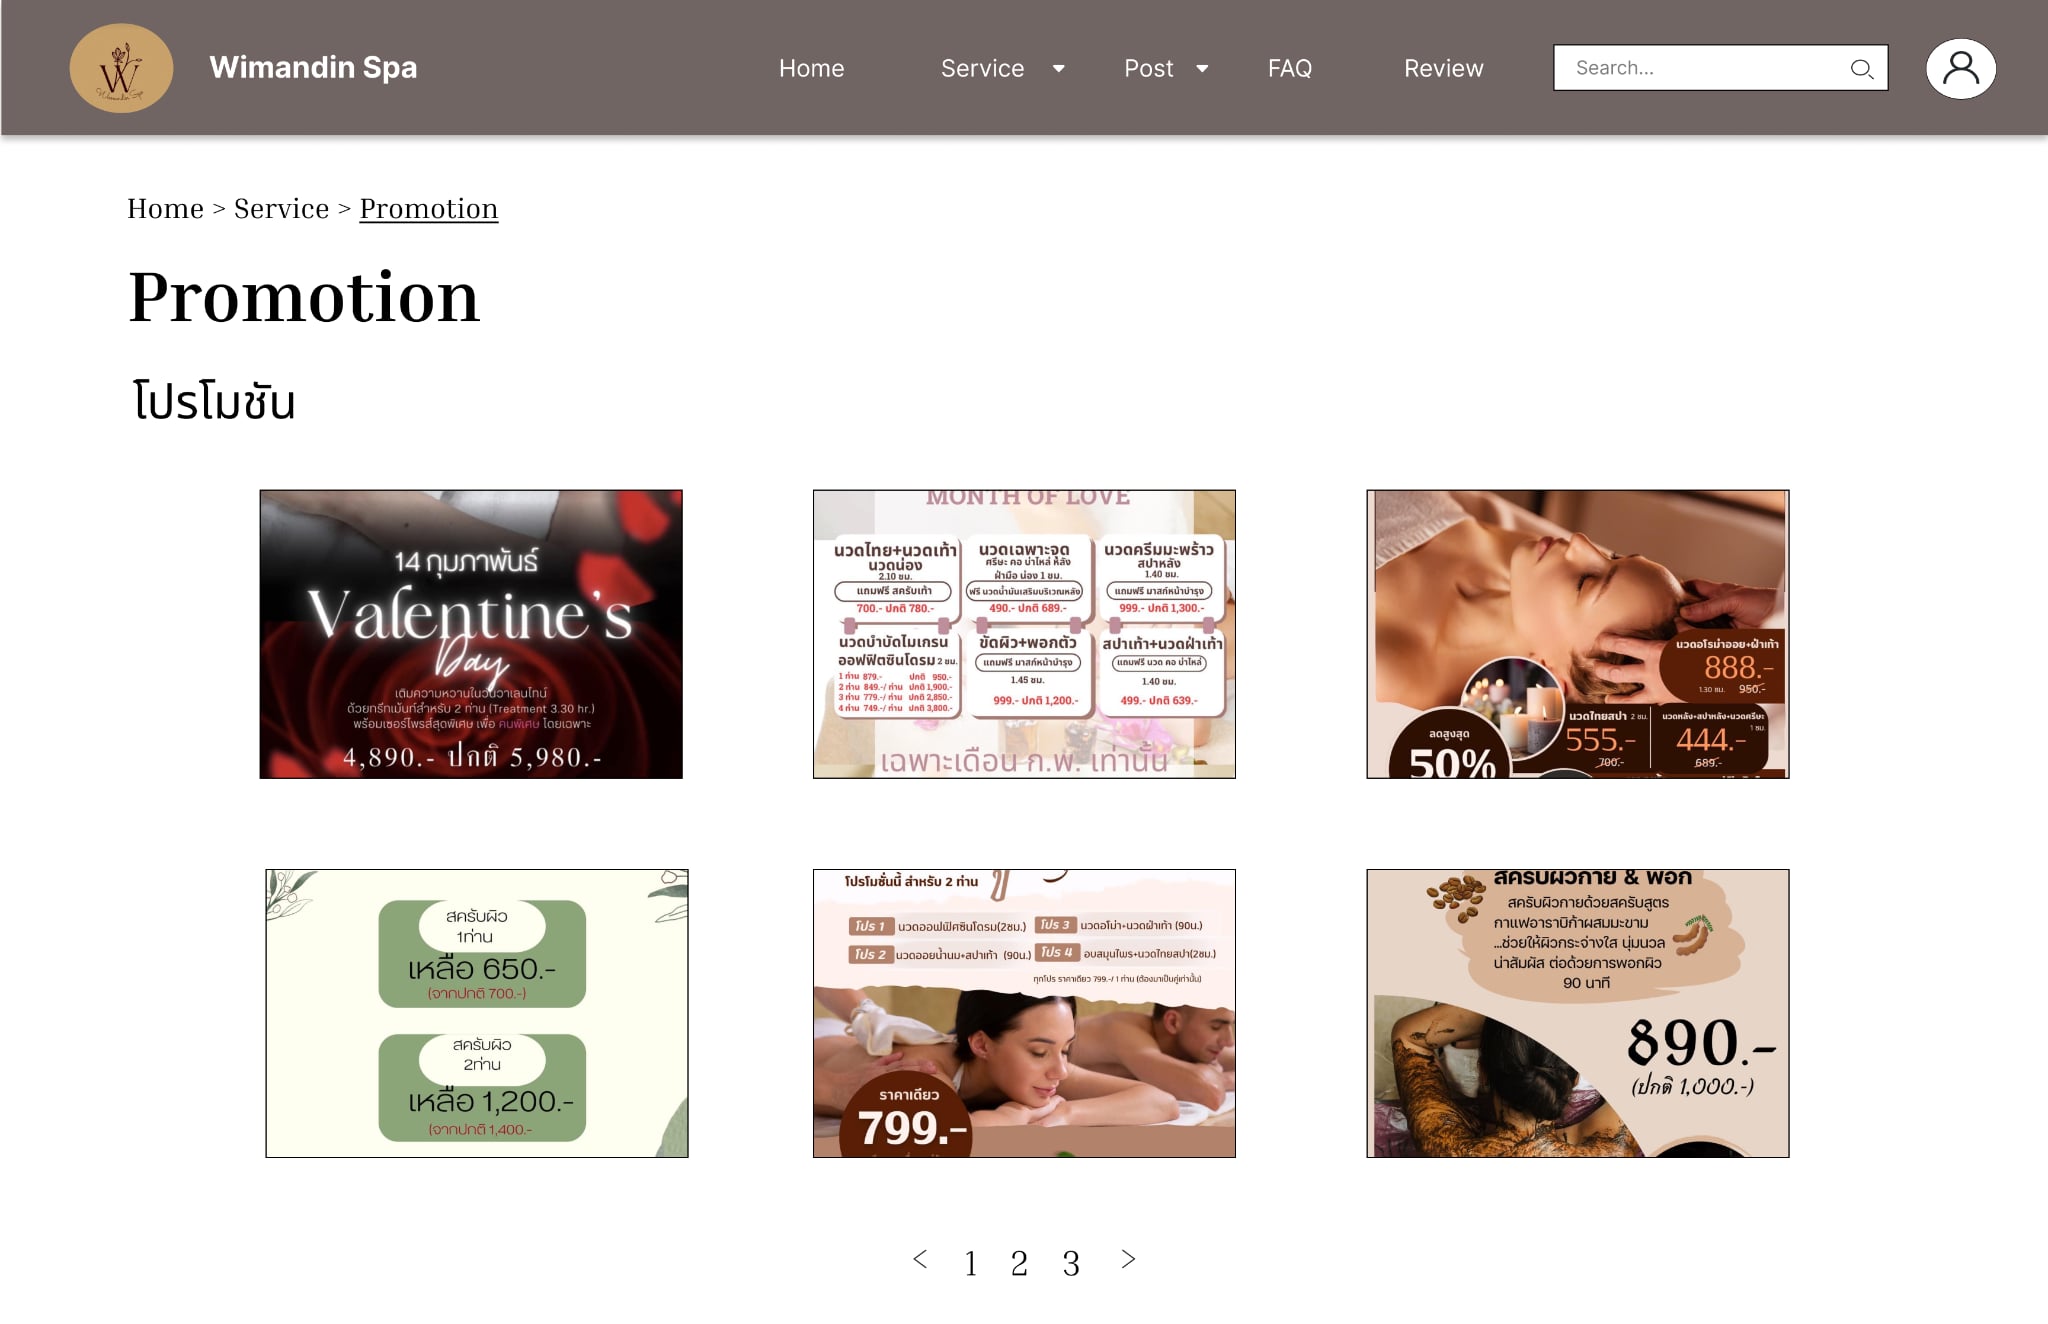 Wimandin Spa
Home
Service
Post
FAQ
Review
Search...
Home > Service > Promotion
Promotion
โปรโมชัน
14 กุมภาพันธ์
Valentine's
Day
เติมความหวานในวันวาเลนไทน์
ด้วยทรีทเม้นท์สำหรับ 2 ท่าน (Treatment 3.30 hr.)
พร้อมเซอร์ไพรส์สุดพิเศษ เพื่อ คนพิเศษ โดยเฉพาะ
4,890.- ปกติ 5,980.-
MONTH OF LOVE
นวดไทย+นวดเท้า
นวดน่อง
2.10 ชม.
แถมฟรี สครับเท้า
700.- ปกติ 780.-
นวดเฉพาะจุด
ศรีษะ คอ บ่าไหล่ หลัง
ฝ่ามือ น่อง 1 ชม.
ฟรี นวดน้ำมันเสริมบริเวณหลัง
490.- ปกติ 689.-
นวดครีมมะพร้าว
สปาหลัง
1.40 ชม.
แถมฟรี มาสก์หน้าบำรุง
999.- ปกติ 1,300.-
นวดบำบัดไมเกรน
ออฟฟิตซินโดรม 2 ชม.
1 ท่าน 879.- ปกติ 950.-
2 ท่าน 849.-/ ท่าน ปกติ 1,900.-
3 ท่าน 779.-/ ท่าน ปกติ 2,850.-
4 ท่าน 749.-/ ท่าน ปกติ 3,800.-
ขัดผิว+พอกตัว
แถมฟรี มาสก์หน้าบำรุง
1.45 ชม.
999.- ปกติ 1,200.-
สปาเท้า+นวดฝ่าเท้า
แถมฟรี นวด คอ บ่าไหล่
1.40 ชม.
499.- ปกติ 639.-
เฉพาะเดือน ก.พ. เท่านั้น
นวดอโรม่าออย+ฝ่าเท้า
888.-
1.30 ชม. 950.-
ลดสูงสุด
50%
นวดไทยสปา 2 ชม.
555.-
700.-
นวดหลัง+สปาหลัง+นวดศรีษะ
1 ชม.
444.-
689.-
สครับผิว
1ท่าน
เหลือ 650.-
(จากปกติ 700.-)
สครับผิว
2ท่าน
เหลือ 1,200.-
(จากปกติ 1,400.-
โปรโมชั่นนี้ สำหรับ 2 ท่าน
โปร 1 นวดออฟฟิศซินโดรม(2ชม.)
โปร 3 นวดอโม่า+นวดฝ่าเท้า (90น.)
โปร 2 นวดออยน้ำนม+สปาเท้า (90น.)
โปร 4 อบสมุนไพร+นวดไทยสปา(2ชม.)
ทุกโปร ราคาเดียว 799.-/ 1 ท่าน (ต้องมาเป็นคู่เท่านั้น)
ราคาเดียว
799.-
สครับผิวกาย & พอก
สครับผิวกายด้วยสครับสูตร
กาแฟอาราบิก้าผสมมะขาม
...ช่วยให้ผิวกระจ่างใส นุ่มนวล
น่าสัมผัส ต่อด้วยการพอกผิว
90 นาที
890.-
(ปกติ 1,000.-)
< 1 2 3 >